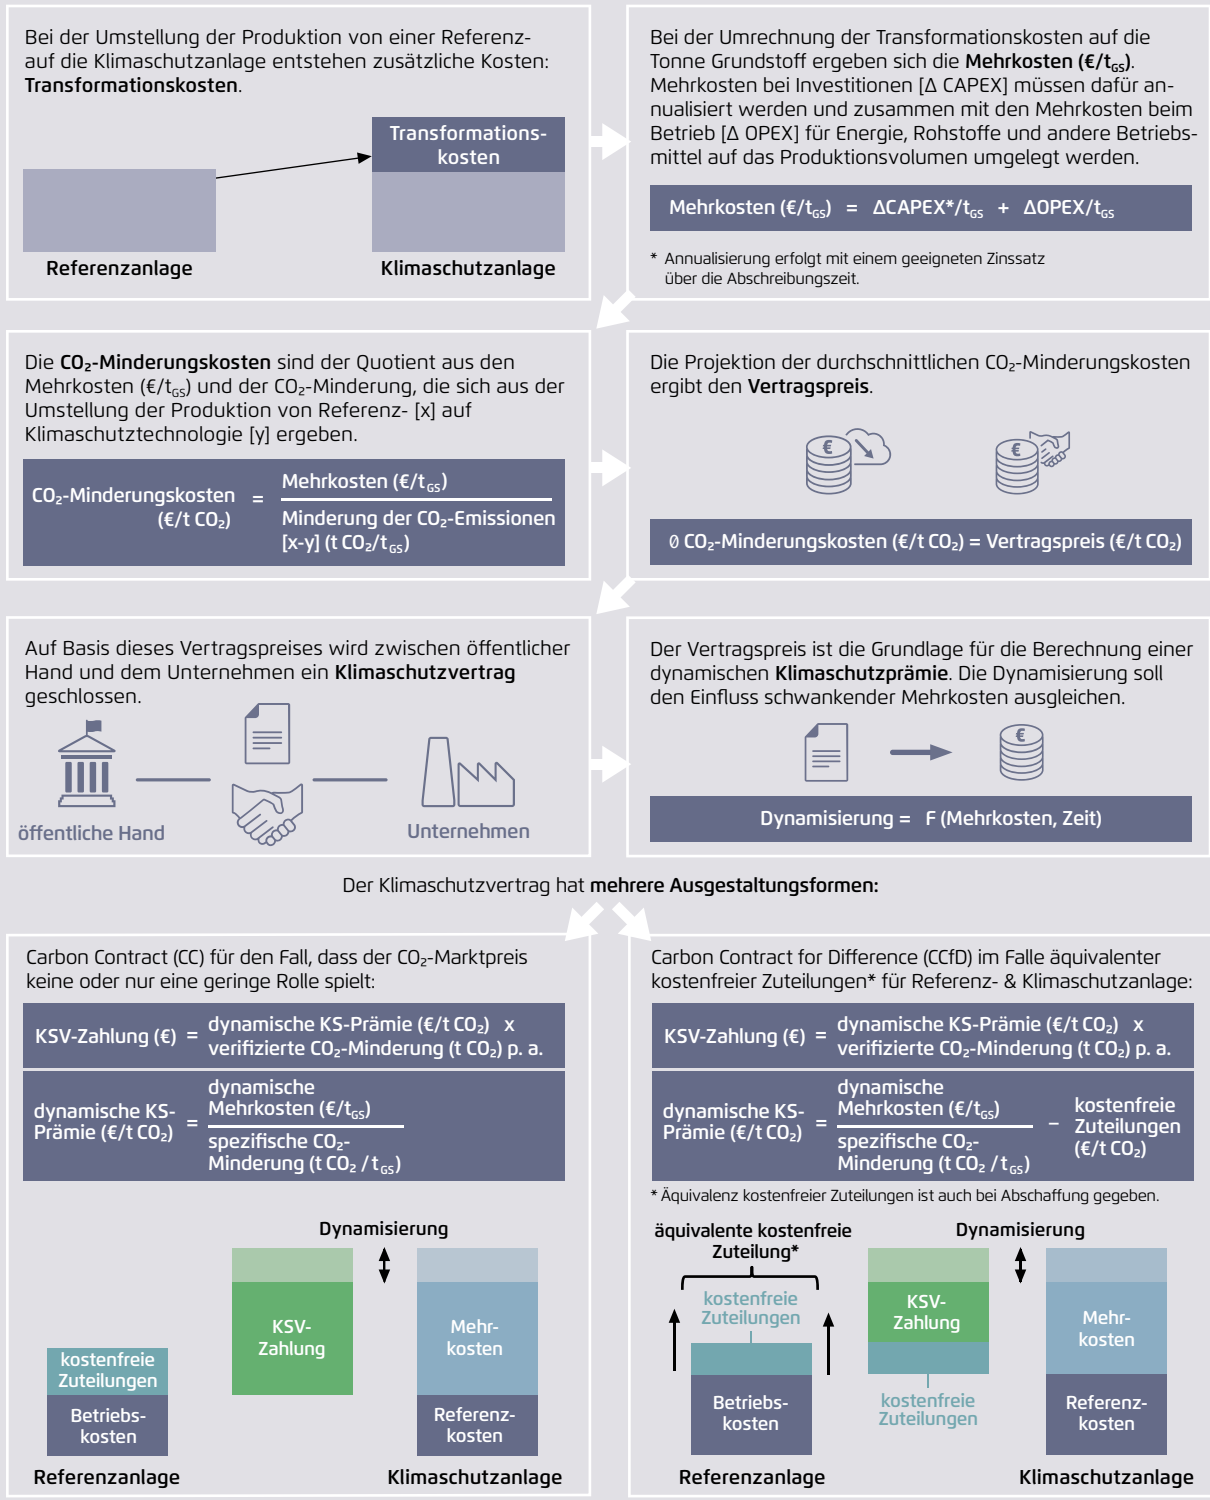 Bei der Umstellung der Produktion von einer Referenz-
auf die Klimaschutzanlage entstehen zusätzliche Kosten:
Transformationskosten.
Transformations-
kosten
Referenzanlage
Klimaschutzanlage
Bei der Umrechnung der Transformationskosten auf die
Tonne Grundstoff ergeben sich die Mehrkosten (€/t_GS).
Mehrkosten bei Investitionen [Δ CAPEX] müssen dafür an-
nualisiert werden und zusammen mit den Mehrkosten beim
Betrieb [Δ OPEX] für Energie, Rohstoffe und andere Betriebs-
mittel auf das Produktionsvolumen umgelegt werden.
Mehrkosten (€/t_GS) = ΔCAPEX*/t_GS + ΔOPEX/t_GS
* Annualisierung erfolgt mit einem geeigneten Zinssatz
über die Abschreibungszeit.
Die CO₂-Minderungskosten sind der Quotient aus den
Mehrkosten (€/t_GS) und der CO₂-Minderung, die sich aus der
Umstellung der Produktion von Referenz- [x] auf
Klimaschutztechnologie [y] ergeben.
CO₂-Minderungskosten
(€/t CO₂)
=
Mehrkosten (€/t_GS)
Minderung der CO₂-Emissionen
[x-y] (t CO₂/t_GS)
Die Projektion der durchschnittlichen CO₂-Minderungskosten
ergibt den Vertragspreis.
€
€
Ø CO₂-Minderungskosten (€/t CO₂) = Vertragspreis (€/t CO₂)
Auf Basis dieses Vertragspreises wird zwischen öffentlicher
Hand und dem Unternehmen ein Klimaschutzvertrag
geschlossen.
öffentliche Hand
Unternehmen
Der Vertragspreis ist die Grundlage für die Berechnung einer
dynamischen Klimaschutzprämie. Die Dynamisierung soll
den Einfluss schwankender Mehrkosten ausgleichen.
€
Dynamisierung = F (Mehrkosten, Zeit)
Der Klimaschutzvertrag hat mehrere Ausgestaltungsformen:
Carbon Contract (CC) für den Fall, dass der CO₂-Marktpreis
keine oder nur eine geringe Rolle spielt:
KSV-Zahlung (€) = dynamische KS-Prämie (€/t CO₂) x
verifizierte CO₂-Minderung (t CO₂) p. a.
dynamische KS-
Prämie (€/t CO₂)
=
dynamische
Mehrkosten (€/t_GS)
spezifische CO₂-
Minderung (t CO₂ / t_GS)
Dynamisierung
KSV-
Zahlung
Mehr-
kosten
kostenfreie
Zuteilungen
Betriebs-
kosten
Referenz-
kosten
Referenzanlage
Klimaschutzanlage
Carbon Contract for Difference (CCfD) im Falle äquivalenter
kostenfreier Zuteilungen* für Referenz- & Klimaschutzanlage:
KSV-Zahlung (€) = dynamische KS-Prämie (€/t CO₂) x
verifizierte CO₂-Minderung (t CO₂) p. a.
dynamische KS-
Prämie (€/t CO₂)
=
dynamische
Mehrkosten (€/t_GS)
spezifische CO₂-
Minderung (t CO₂ / t_GS)
–
kostenfreie
Zuteilungen
(€/t CO₂)
* Äquivalenz kostenfreier Zuteilungen ist auch bei Abschaffung gegeben.
äquivalente kostenfreie
Zuteilung*
Dynamisierung
kostenfreie
Zuteilungen
KSV-
Zahlung
Mehr-
kosten
Betriebs-
kosten
kostenfreie
Zuteilungen
Referenz-
kosten
Referenzanlage
Klimaschutzanlage